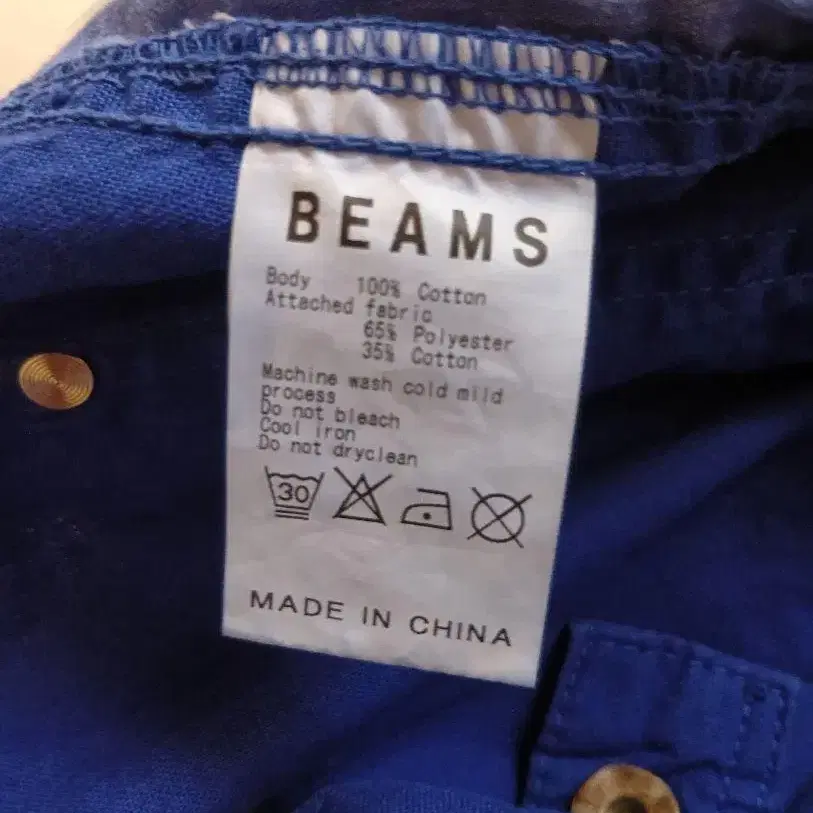 BEAMS
Body 100% Cotton
Attached fabric
65% Polyester
35% Cotton
Machine wash cold mild
process
Do not bleach
Cool iron
Do not dryclean
30
MADE IN CHINA